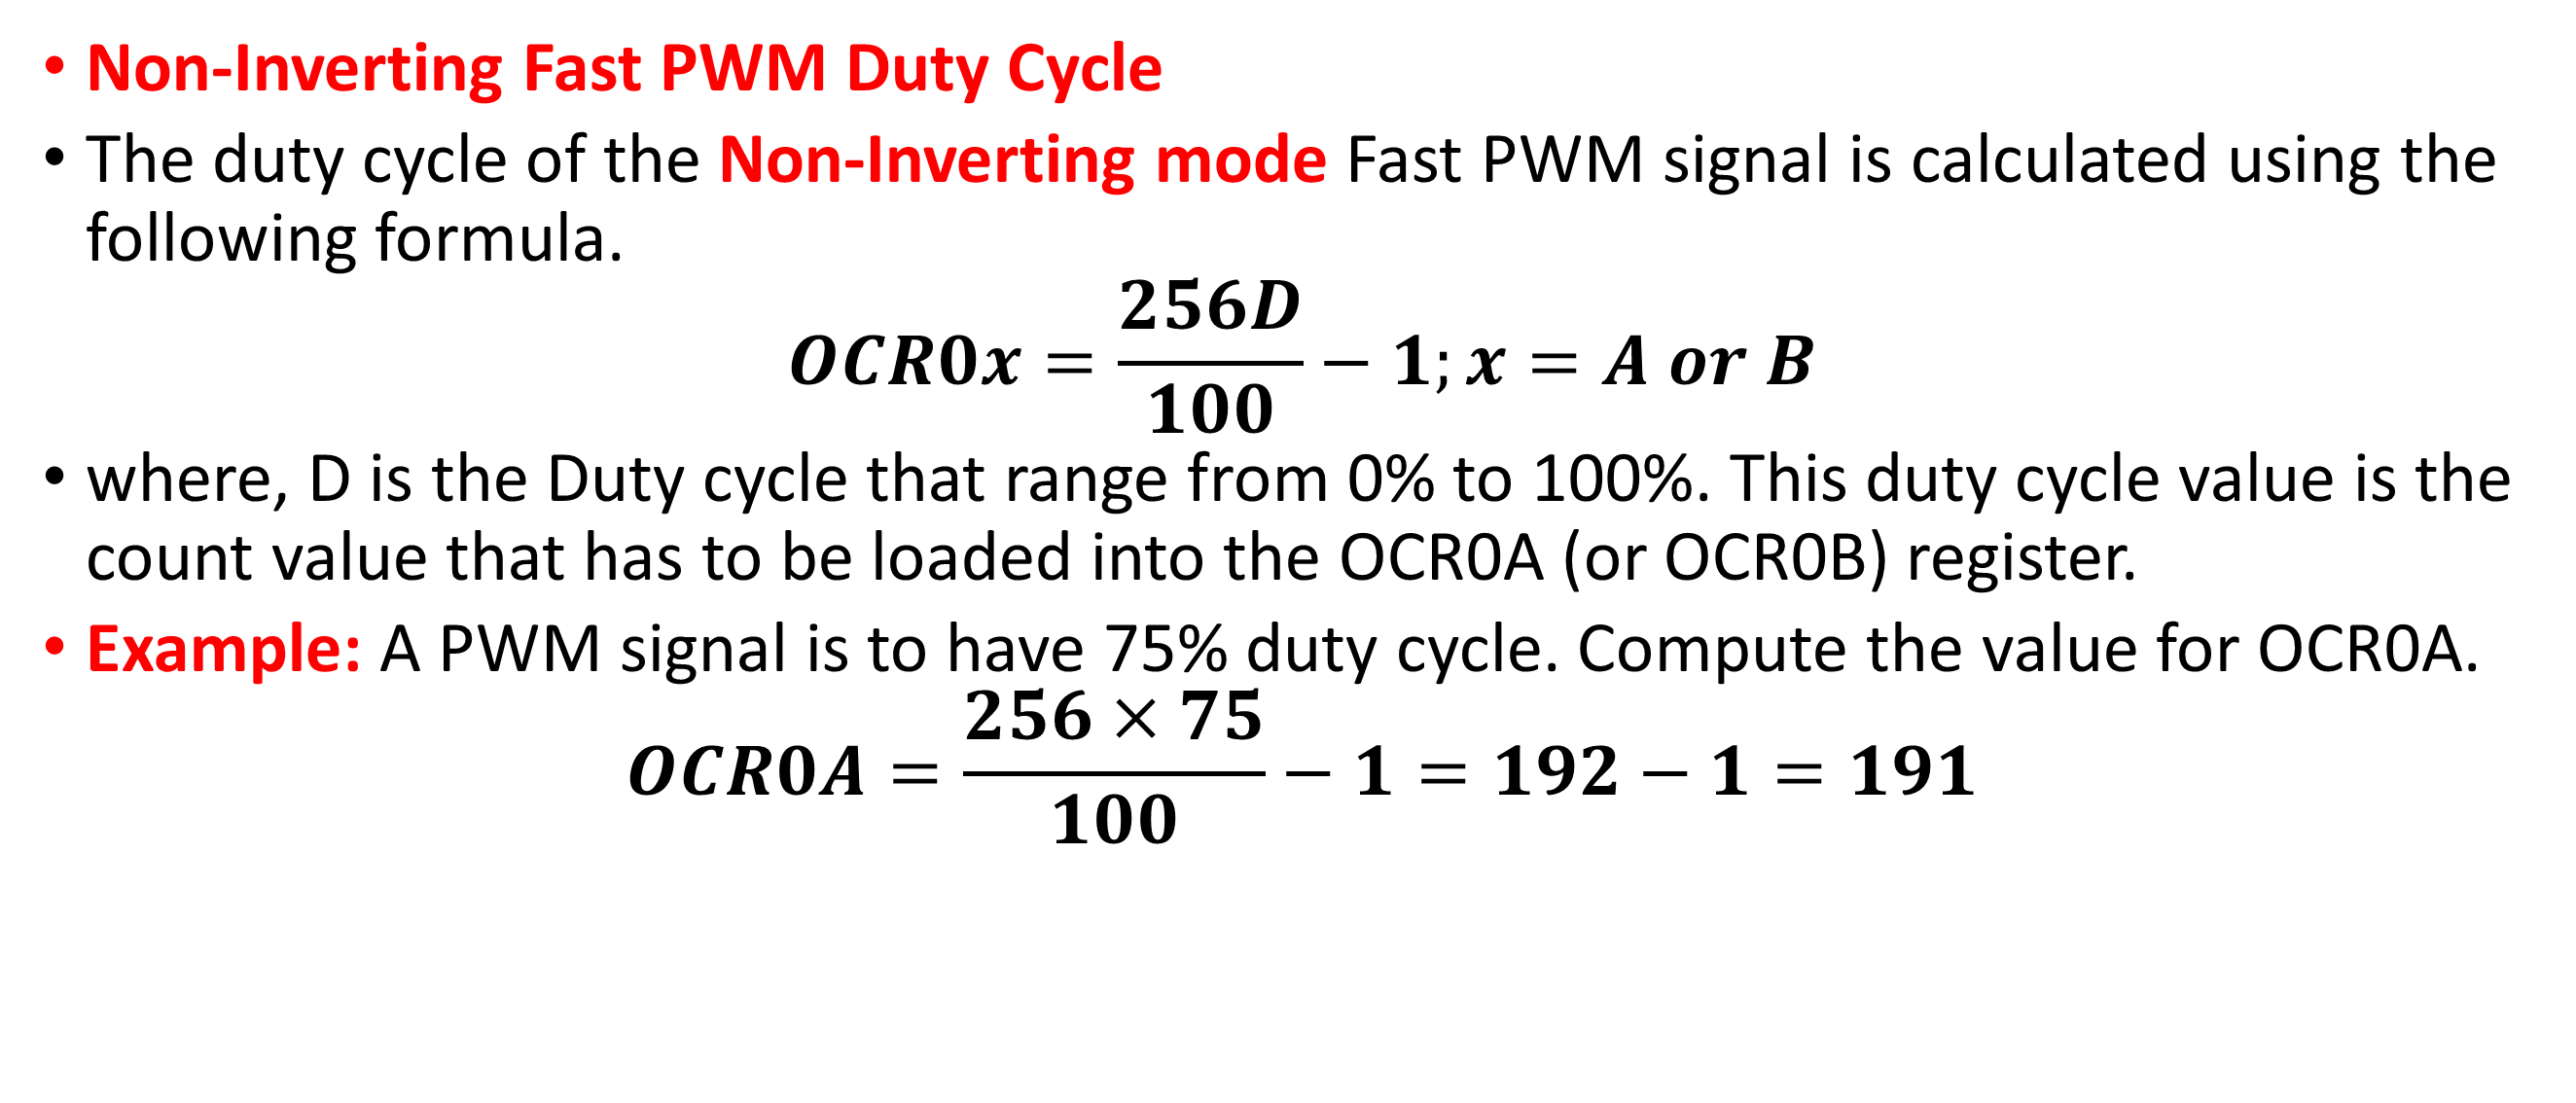 • Non-Inverting Fast PWM Duty Cycle
• The duty cycle of the Non-Inverting mode Fast PWM signal is calculated using the
following formula.
OCR0x = 256D/100 − 1; x = A or B
• where, D is the Duty cycle that range from 0% to 100%. This duty cycle value is the
count value that has to be loaded into the OCR0A (or OCR0B) register.
• Example: A PWM signal is to have 75% duty cycle. Compute the value for OCR0A.
OCR0A = 256 × 75/100 − 1 = 192 − 1 = 191